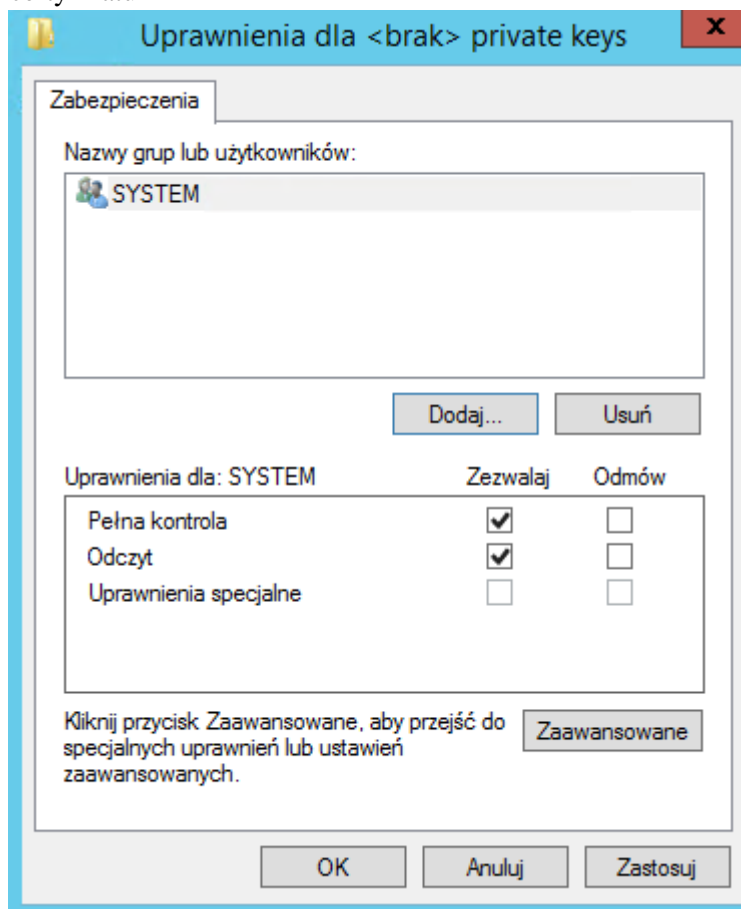 Uprawnienia dla <brak> private keys
x
Zabezpieczenia
Nazwy grup lub użytkowników:
SYSTEM
Dodaj... Usuń
Uprawnienia dla: SYSTEM Zezwalaj Odmów
Pełna kontrola
Odczyt
Uprawnienia specjalne
Kliknij przycisk Zaawansowane, aby przejść do
specjalnych uprawnień lub ustawień
zaawansowanych.
Zaawansowane
OK Anuluj Zastosuj